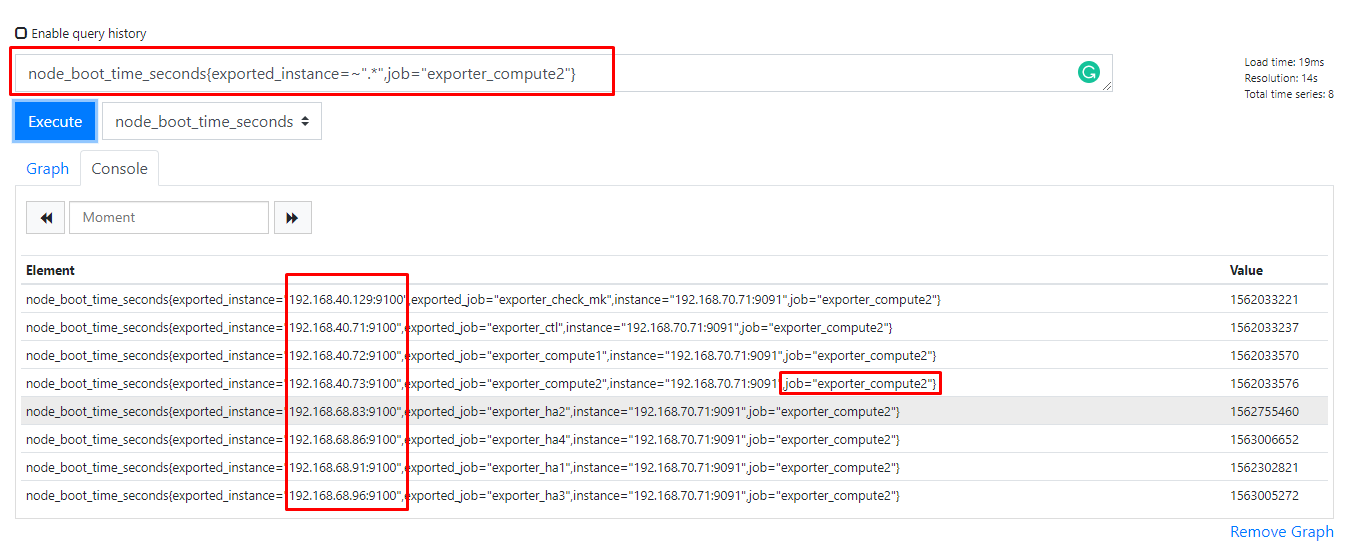 Enable query history
node_boot_time_seconds{exported_instance=~".*",job="exporter_compute2"}
Load time: 19ms
Resolution: 14s
Total time series: 8
Execute
node_boot_time_seconds
Graph
Console
Moment
Element Value
node_boot_time_seconds{exported_instance="192.168.40.129:9100",exported_job="exporter_check_mk",instance="192.168.70.71:9091",job="exporter_compute2"} 1562033221
node_boot_time_seconds{exported_instance="192.168.40.71:9100",exported_job="exporter_ctl",instance="192.168.70.71:9091",job="exporter_compute2"} 1562033237
node_boot_time_seconds{exported_instance="192.168.40.72:9100",exported_job="exporter_compute1",instance="192.168.70.71:9091",job="exporter_compute2"} 1562033570
node_boot_time_seconds{exported_instance="192.168.40.73:9100",exported_job="exporter_compute2",instance="192.168.70.71:9091",job="exporter_compute2"} 1562033576
node_boot_time_seconds{exported_instance="192.168.68.83:9100",exported_job="exporter_ha2",instance="192.168.70.71:9091",job="exporter_compute2"} 1562755460
node_boot_time_seconds{exported_instance="192.168.68.86:9100",exported_job="exporter_ha4",instance="192.168.70.71:9091",job="exporter_compute2"} 1563006652
node_boot_time_seconds{exported_instance="192.168.68.91:9100",exported_job="exporter_ha1",instance="192.168.70.71:9091",job="exporter_compute2"} 1562302821
node_boot_time_seconds{exported_instance="192.168.68.96:9100",exported_job="exporter_ha3",instance="192.168.70.71:9091",job="exporter_compute2"} 1563005272
Remove Graph